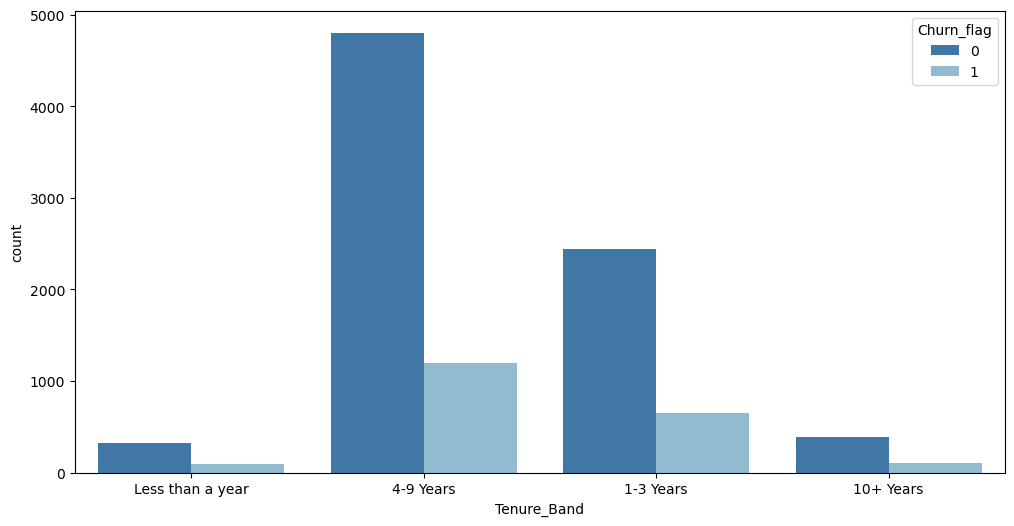 Churn_flag
0
1
5000
4000
3000
2000
1000
0
count
Less than a year 4-9 Years 1-3 Years 10+ Years
Tenure_Band